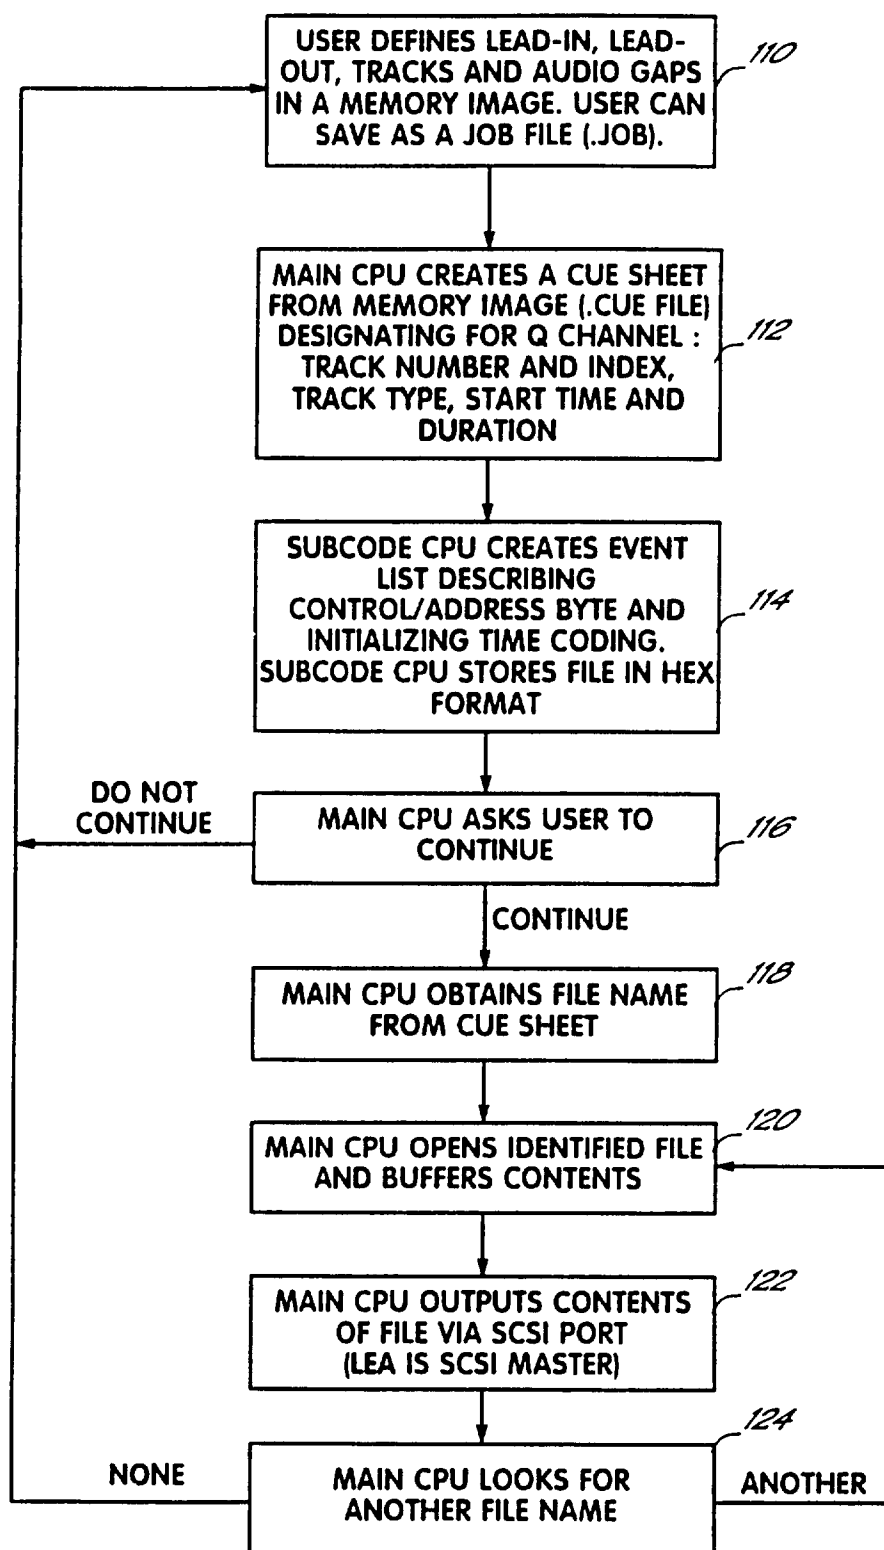 USER DEFINES LEAD-IN, LEAD-
OUT, TRACKS AND AUDIO GAPS
IN A MEMORY IMAGE. USER CAN
SAVE AS A JOB FILE (.JOB).
110
MAIN CPU CREATES A CUE SHEET
FROM MEMORY IMAGE (.CUE FILE)
DESIGNATING FOR Q CHANNEL :
TRACK NUMBER AND INDEX,
TRACK TYPE, START TIME AND
DURATION
112
SUBCODE CPU CREATES EVENT
LIST DESCRIBING
CONTROL/ADDRESS BYTE AND
INITIALIZING TIME CODING.
SUBCODE CPU STORES FILE IN HEX
FORMAT
114
DO NOT
CONTINUE
MAIN CPU ASKS USER TO
CONTINUE
116
CONTINUE
MAIN CPU OBTAINS FILE NAME
FROM CUE SHEET
118
MAIN CPU OPENS IDENTIFIED FILE
AND BUFFERS CONTENTS
120
MAIN CPU OUTPUTS CONTENTS
OF FILE VIA SCSI PORT
(LEA IS SCSI MASTER)
122
NONE
MAIN CPU LOOKS FOR
ANOTHER FILE NAME
124
ANOTHER